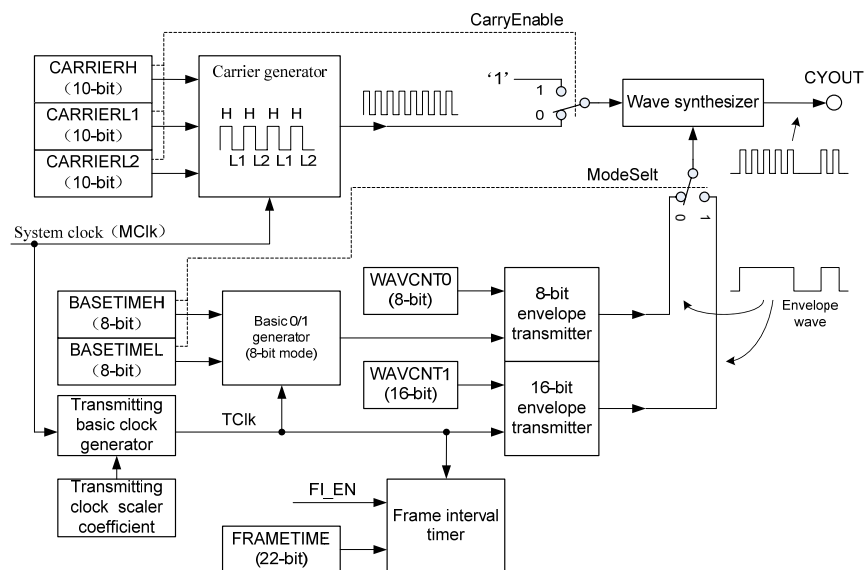 CarryEnable
CARRIERH
（10-bit）
CARRIERL1
（10-bit）
CARRIERL2
（10-bit）
Carrier generator
H H H H
L1 L2 L1 L2
‘1’
1
0
Wave synthesizer
CYOUT
ModeSelt
0
1
System clock（MClk）
BASETIMEH
（8-bit）
BASETIMEL
（8-bit）
Basic 0/1
generator
(8-bit mode)
WAVCNT0
(8-bit)
WAVCNT1
(16-bit)
8-bit
envelope
transmitter
16-bit
envelope
transmitter
Envelope
wave
Transmitting
basic clock
generator
TClk
Transmitting
clock scaler
coefficient
FI_EN
FRAMETIME
(22-bit)
Frame interval
timer